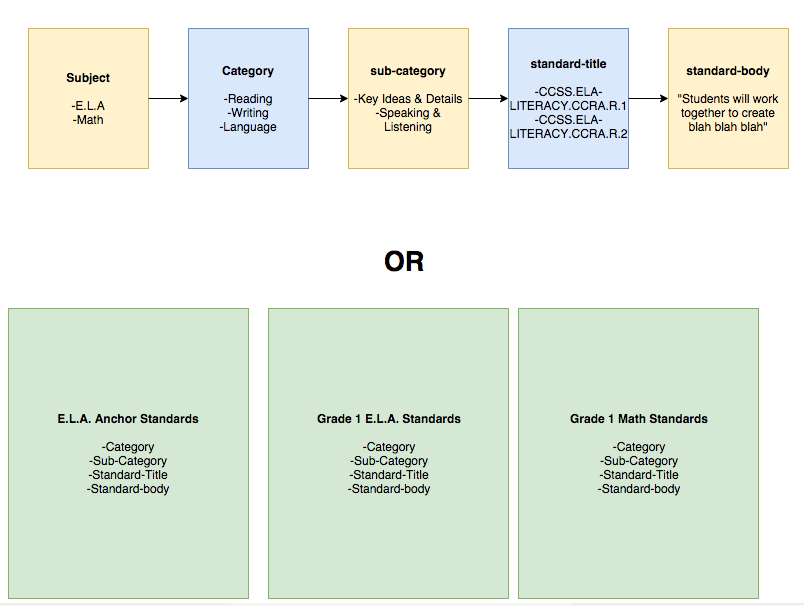 Subject
-E.L.A
-Math
Category
-Reading
-Writing
-Language
sub-category
-Key Ideas & Details
-Speaking &
Listening
standard-title
-CCSS.ELA-
LITERACY.CCRA.R.1
-CCSS.ELA-
LITERACY.CCRA.R.2
standard-body
"Students will work
together to create
blah blah blah"
OR
E.L.A. Anchor Standards
-Category
-Sub-Category
-Standard-Title
-Standard-body
Grade 1 E.L.A. Standards
-Category
-Sub-Category
-Standard-Title
-Standard-body
Grade 1 Math Standards
-Category
-Sub-Category
-Standard-Title
-Standard-body